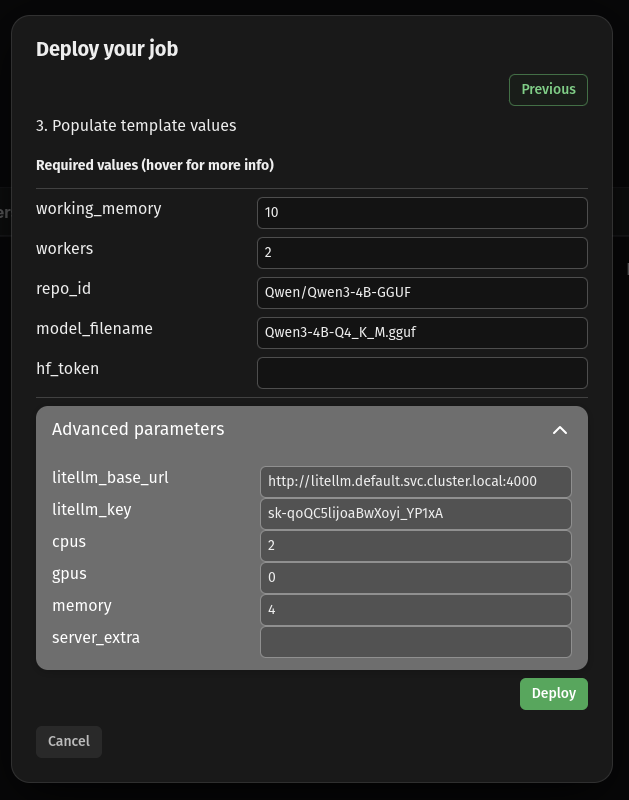 Deploy your job
Previous
3. Populate template values
Required values (hover for more info)
working_memory 10
workers 2
repo_id Qwen/Qwen3-4B-GGUF
model_filename Qwen3-4B-Q4_K_M.gguf
hf_token
Advanced parameters
litellm_base_url http://litellm.default.svc.cluster.local:4000
litellm_key sk-qoQC5lijoaBwXoyi_YP1xA
cpus 2
gpus 0
memory 4
server_extra
Deploy
Cancel